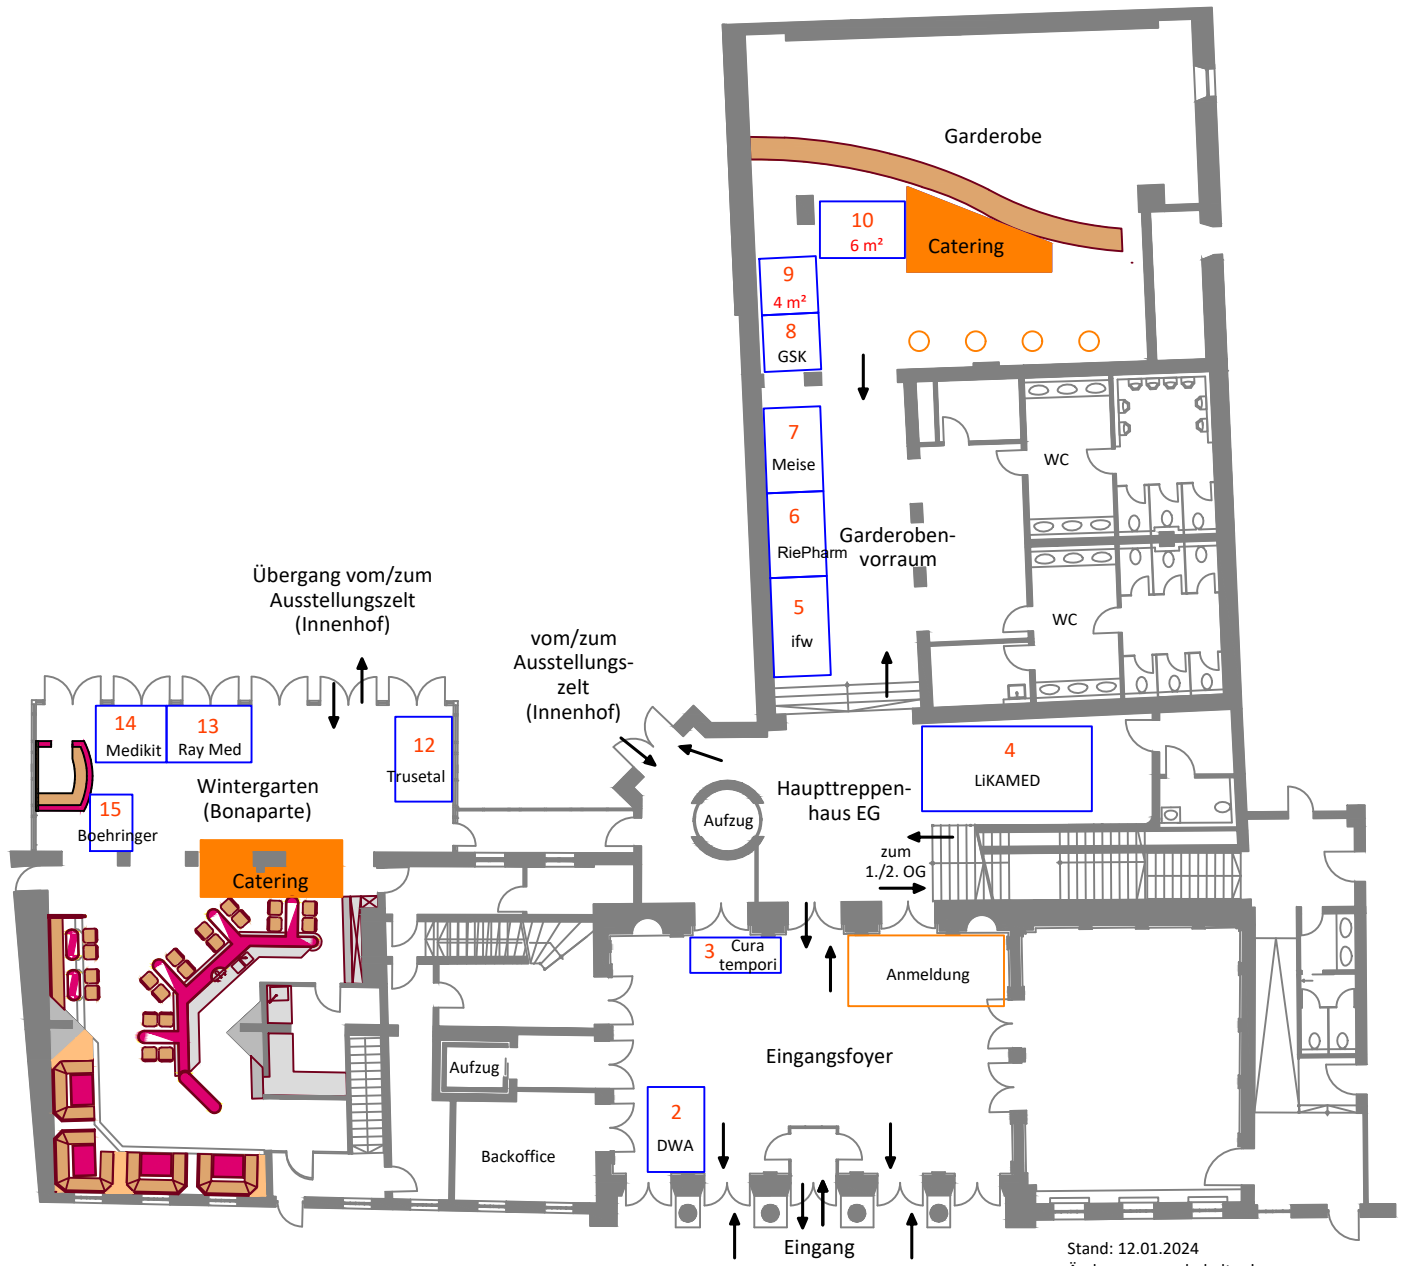 Garderobe
10
6 m²
Catering
9
4 m²
8
GSK
7
Meise
WC
6
RiePharm
Garderoben-
vorraum
5
ifw
WC
Übergang vom/zum
Ausstellungszelt
(Innenhof)
vom/zum
Ausstellungs-
zelt
(Innenhof)
14
Medikit
13
Ray Med
12
Trusetal
4
LiKAMED
Wintergarten
(Bonaparte)
15
Boehringer
Haupttreppen-
haus EG
Aufzug
zum
1./2. OG
Catering
3
Cura
tempori
Anmeldung
Eingangsfoyer
Aufzug
2
DWA
Backoffice
Eingang
Stand: 12.01.2024